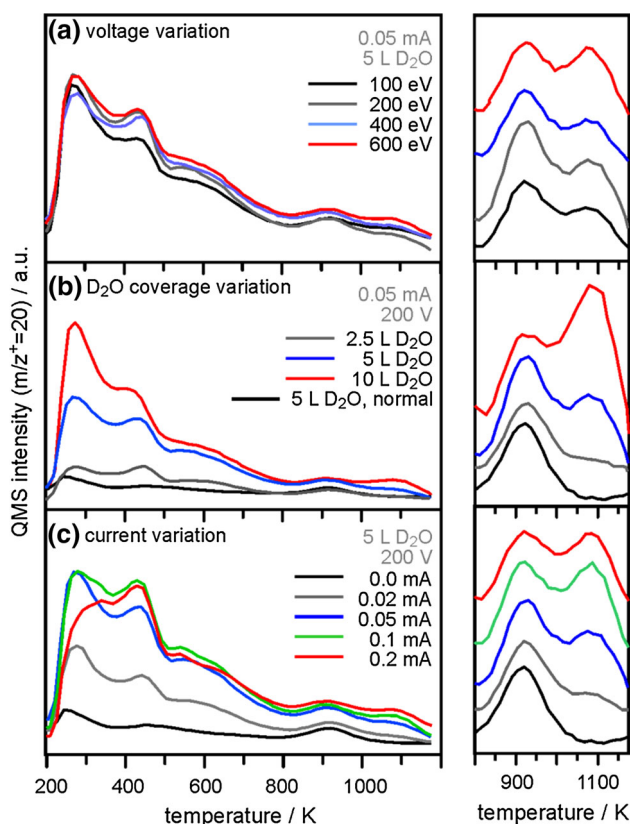 (a) voltage variation
0.05 mA
5 L D₂O
100 eV
200 eV
400 eV
600 eV
(b) D₂O coverage variation
0.05 mA
200 V
2.5 L D₂O
5 L D₂O
10 L D₂O
5 L D₂O, normal
(c) current variation
5 L D₂O
200 V
0.0 mA
0.02 mA
0.05 mA
0.1 mA
0.2 mA
QMS intensity (m/z⁺=20) / a.u.
200 400 600 800 1000
900 1100
temperature / K
temperature / K